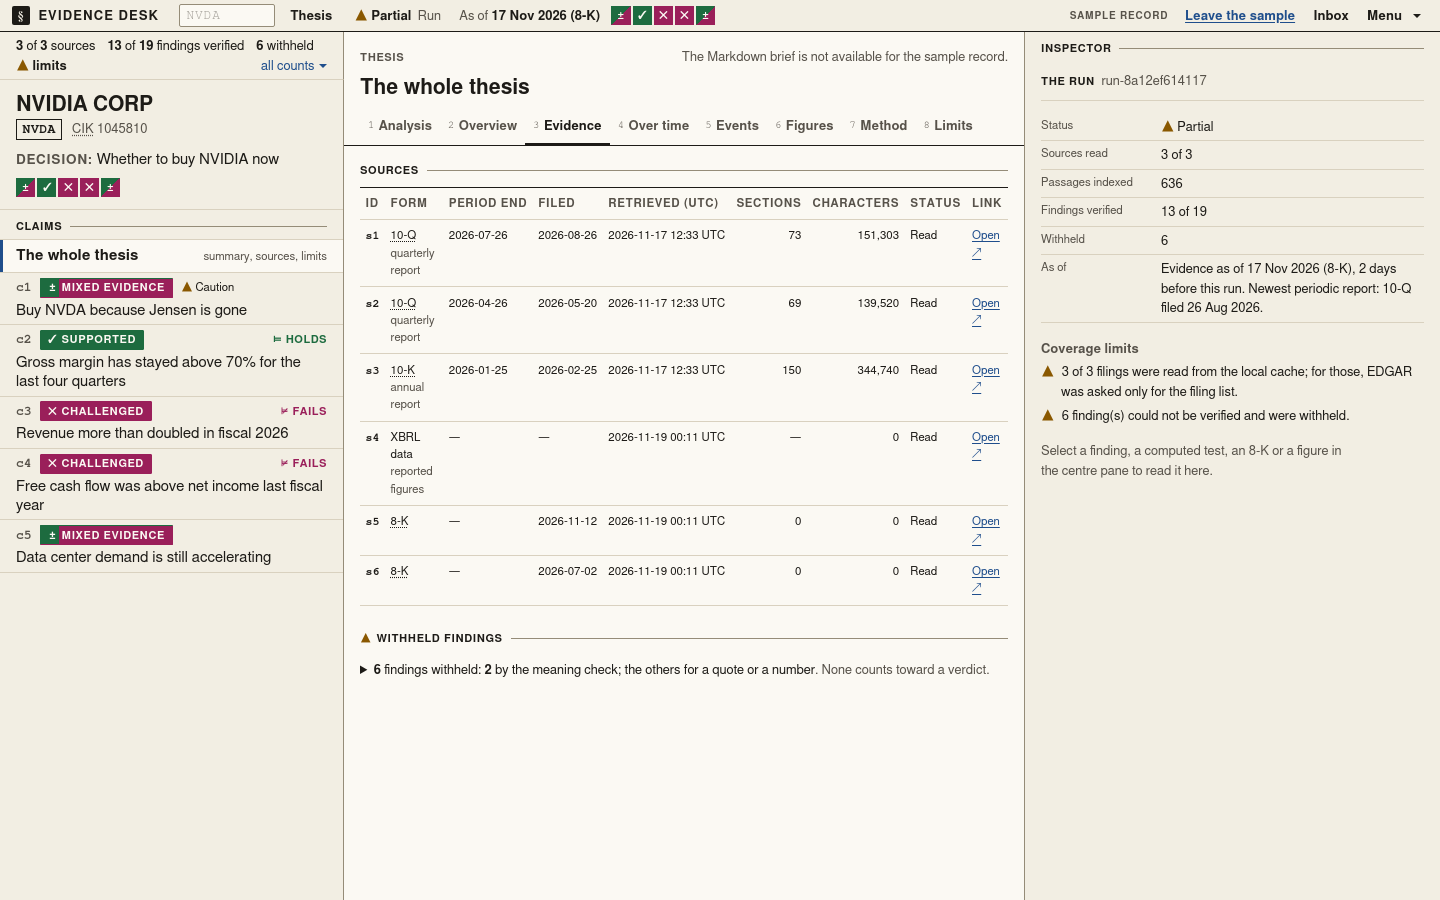 § EVIDENCE DESK NVDA Thesis Partial Run As of 17 Nov 2026 (8-K) ± ✓ ✕ ✕ ± SAMPLE RECORD Leave the sample Inbox Menu
3 of 3 sources 13 of 19 findings verified 6 withheld
limits all counts
NVIDIA CORP
NVDA CIK 1045810
DECISION: Whether to buy NVIDIA now
± ✓ ✕ ✕ ±
CLAIMS
The whole thesis summary, sources, limits
c1 ± MIXED EVIDENCE Caution
Buy NVDA because Jensen is gone
c2 ✓ SUPPORTED ⊨ HOLDS
Gross margin has stayed above 70% for the
last four quarters
c3 ✕ CHALLENGED ⊭ FAILS
Revenue more than doubled in fiscal 2026
c4 ✕ CHALLENGED ⊭ FAILS
Free cash flow was above net income last fiscal
year
c5 ± MIXED EVIDENCE
Data center demand is still accelerating
THESIS The Markdown brief is not available for the sample record.
The whole thesis
1 Analysis 2 Overview 3 Evidence 4 Over time 5 Events 6 Figures 7 Method 8 Limits
SOURCES
ID FORM PERIOD END FILED RETRIEVED (UTC) SECTIONS CHARACTERS STATUS LINK
s1 10-Q 2026-07-26 2026-08-26 2026-11-17 12:33 UTC 73 151,303 Read Open
quarterly ↗
report
s2 10-Q 2026-04-26 2026-05-20 2026-11-17 12:33 UTC 69 139,520 Read Open
quarterly ↗
report
s3 10-K 2026-01-25 2026-02-25 2026-11-17 12:33 UTC 150 344,740 Read Open
annual ↗
report
s4 XBRL — — 2026-11-19 00:11 UTC — 0 Read Open
data ↗
reported
figures
s5 8-K — 2026-11-12 2026-11-19 00:11 UTC 0 0 Read Open
↗
s6 8-K — 2026-07-02 2026-11-19 00:11 UTC 0 0 Read Open
↗
WITHHELD FINDINGS
6 findings withheld: 2 by the meaning check; the others for a quote or a number. None counts toward a verdict.
INSPECTOR
THE RUN run-8a12ef614117
Status Partial
Sources read 3 of 3
Passages indexed 636
Findings verified 13 of 19
Withheld 6
As of Evidence as of 17 Nov 2026 (8-K), 2 days
before this run. Newest periodic report: 10-Q
filed 26 Aug 2026.
Coverage limits
3 of 3 filings were read from the local cache; for those, EDGAR
was asked only for the filing list.
6 finding(s) could not be verified and were withheld.
Select a finding, a computed test, an 8-K or a figure in
the centre pane to read it here.